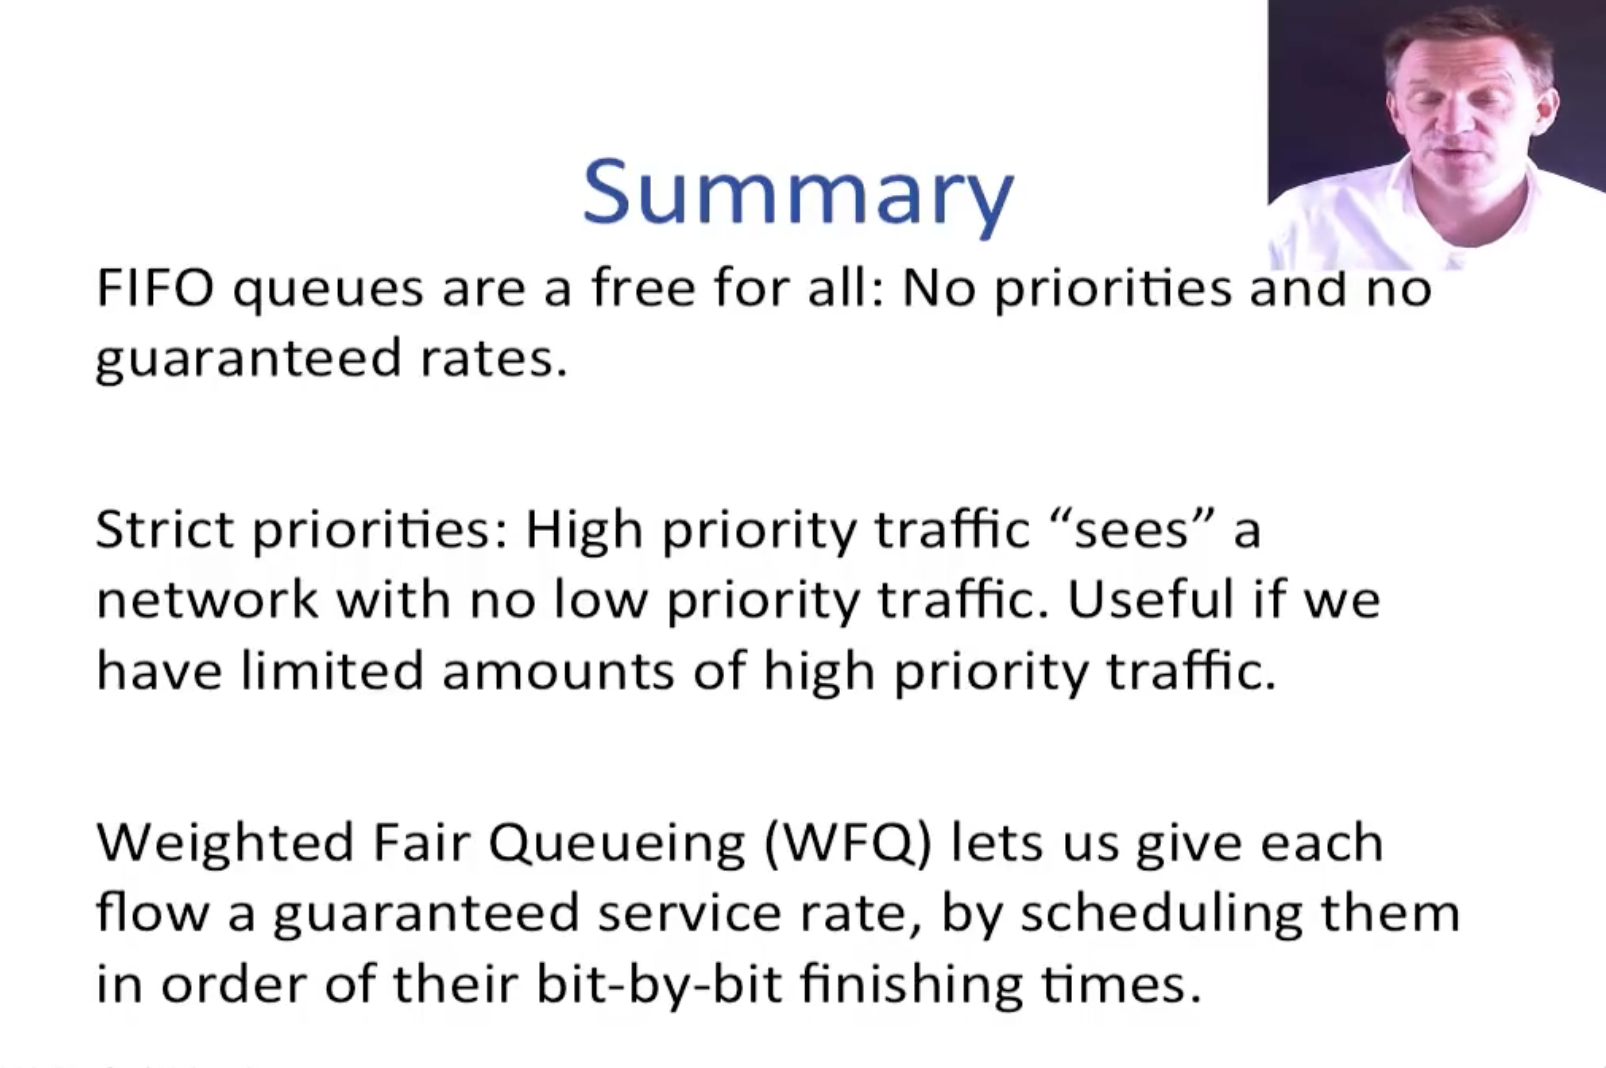 Summary
FIFO queues are a free for all: No priorities and no
guaranteed rates.
Strict priorities: High priority traffic “sees” a
network with no low priority traffic. Useful if we
have limited amounts of high priority traffic.
Weighted Fair Queueing (WFQ) lets us give each
flow a guaranteed service rate, by scheduling them
in order of their bit-by-bit finishing times.